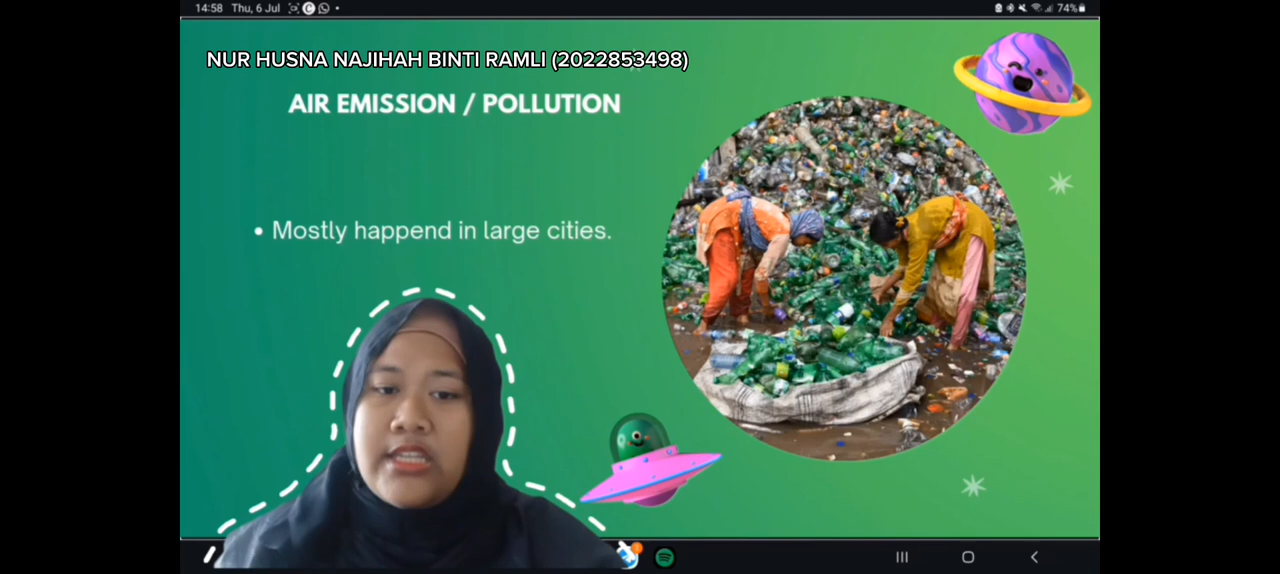 14:58 Thu, 6 Jul
74%
NUR HUSNA NAJIHAH BINTI RAMLI (2022853498)
AIR EMISSION / POLLUTION
• Mostly happend in large cities.